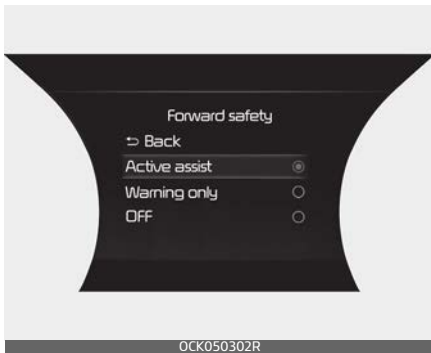 Forward safety
⮌ Back
Active assist
Warning only
OFF
OCK050302R